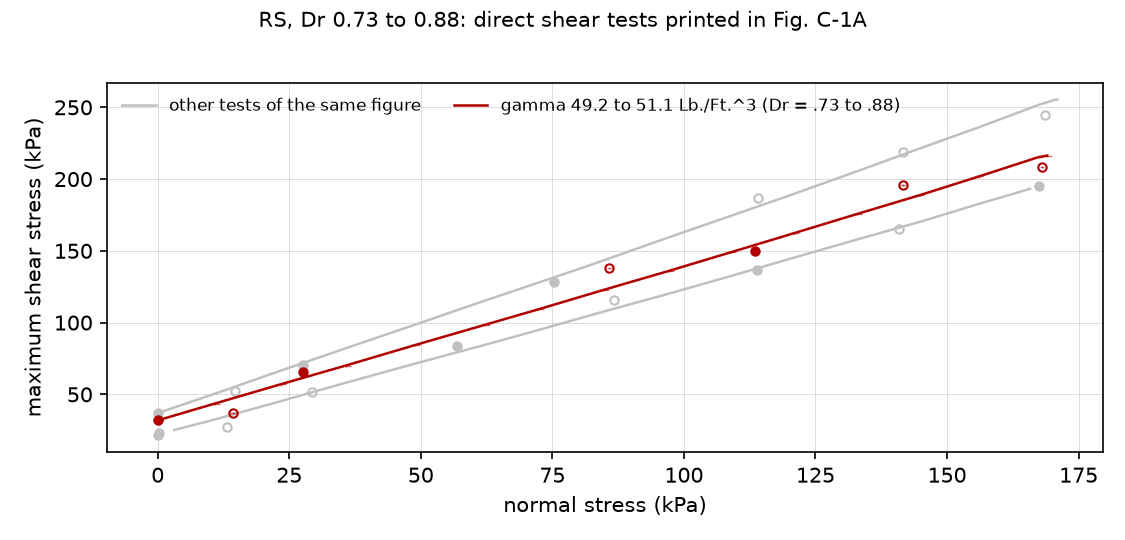 RS, Dr 0.73 to 0.88: direct shear tests printed in Fig. C-1A
other tests of the same figure
gamma 49.2 to 51.1 Lb./Ft.^3 (Dr = .73 to .88)
maximum shear stress (kPa)
250
200
150
100
50
0
25
50
75
100
125
150
175
normal stress (kPa)